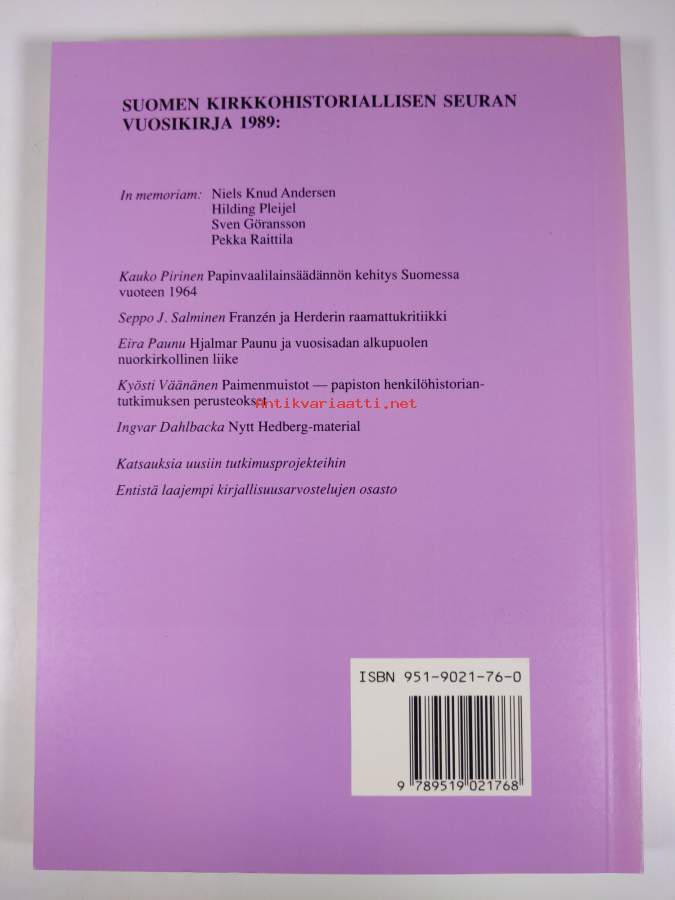 SUOMEN KIRKKOHISTORIALLISEN SEURAN
VUOSIKIRJA 1989:
In memoriam: Niels Knud Andersen
Hilding Pleijel
Sven Göransson
Pekka Raittila
Kauko Pirinen Papinvaalilainsäädännön kehitys Suomessa
vuoteen 1964
Seppo J. Salminen Franzén ja Herderin raamattukritiikki
Eira Paunu Hjalmar Paunu ja vuosisadan alkupuolen
nuorkirkollinen liike
Kyösti Väänänen Paimenmuistot — papiston henkilöhistorian-
tutkimuksen perusteokset
Antikvariaatti.net
Ingvar Dahlbacka Nytt Hedberg-material
Katsauksia uusiin tutkimusprojekteihin
Entistä laajempi kirjallisuusarvostelujen osasto
ISBN 951-9021-76-0
9 789519 021768